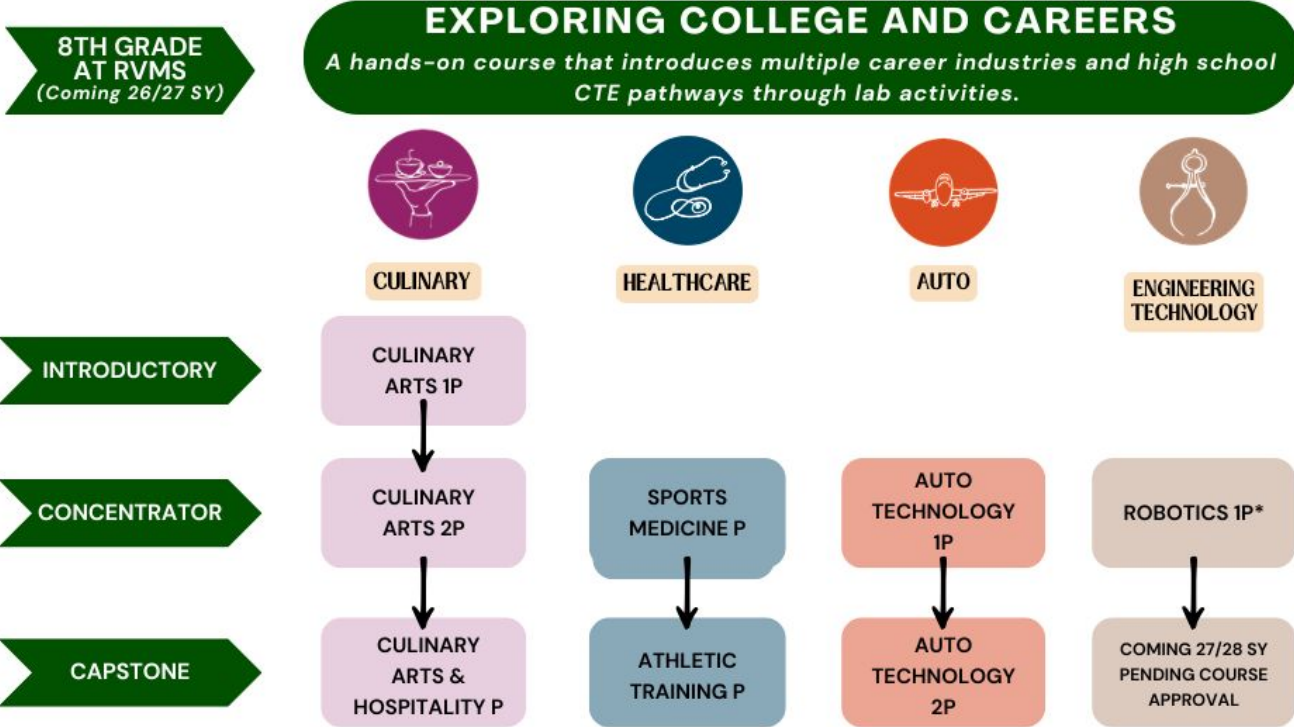 8TH GRADE
AT RVMS
(Coming 26/27 SY)
EXPLORING COLLEGE AND CAREERS
A hands-on course that introduces multiple career industries and high school
CTE pathways through lab activities.
CULINARY
HEALTHCARE
AUTO
ENGINEERING
TECHNOLOGY
INTRODUCTORY
CULINARY
ARTS 1P
CONCENTRATOR
CULINARY
ARTS 2P
SPORTS
MEDICINE P
AUTO
TECHNOLOGY
1P
ROBOTICS 1P*
CAPSTONE
CULINARY
ARTS &
HOSPITALITY P
ATHLETIC
TRAINING P
AUTO
TECHNOLOGY
2P
COMING 27/28 SY
PENDING COURSE
APPROVAL